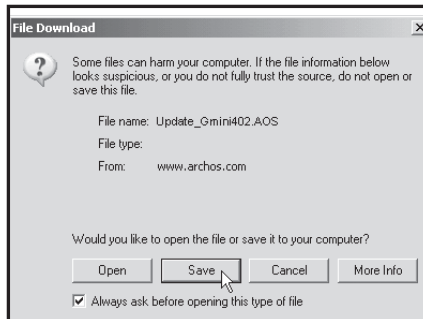 File Download
Some files can harm your computer. If the file information below
looks suspicious, or you do not fully trust the source, do not open or
save this file.
File name: Update_Gmini402.AOS
File type:
From: www.archos.com
Would you like to open the file or save it to your computer?
Open Save Cancel More Info
Always ask before opening this type of file